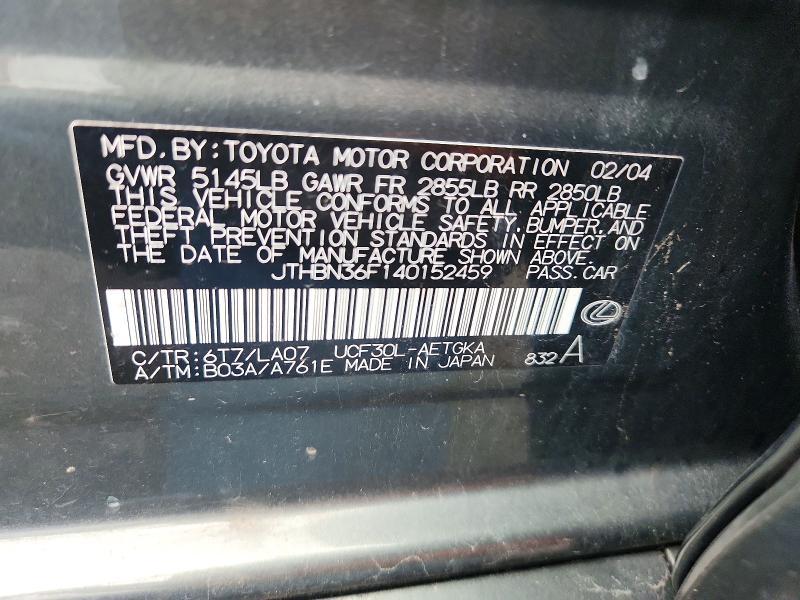 MFD. BY: TOYOTA MOTOR CORPORATION 02/04
GVWR 5145LB GAWR FR 2855LB RR 2850LB
THIS VEHICLE CONFORMS TO ALL APPLICABLE
FEDERAL MOTOR VEHICLE SAFETY, BUMPER, AND
THEFT PREVENTION STANDARDS IN EFFECT ON
THE DATE OF MANUFACTURE SHOWN ABOVE.
JTHBN36F140152459 PASS. CAR
C/TR: 6T7/LA07 UCF30L-AETGKA
A/TM: B03A/A761E MADE IN JAPAN 832 A